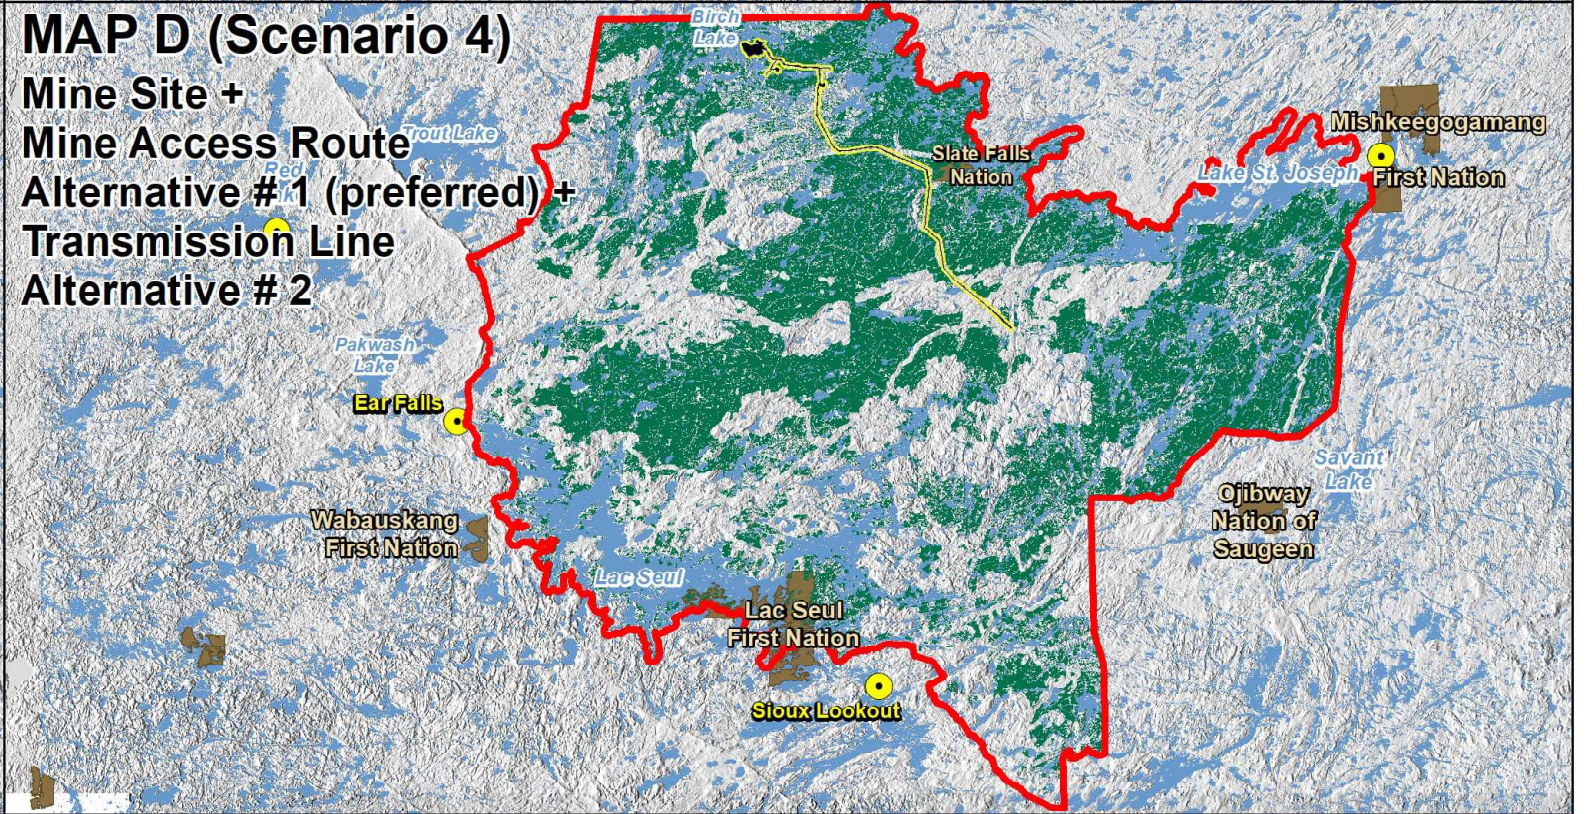 MAP D (Scenario 4)
Mine Site +
Mine Access Route
Alternative # 1 (preferred) +
Transmission Line
Alternative # 2
Birch
Lake
Trout Lake
Red
Mishkeegogamang
First Nation
Slate Falls
Nation
Lake St. Joseph
Pakwash
Lake
Ear Falls
Savant
Lake
Ojibway
Nation of
Saugeen
Wabauskang
First Nation
Lac Seul
Lac Seul
First Nation
Sioux Lookout